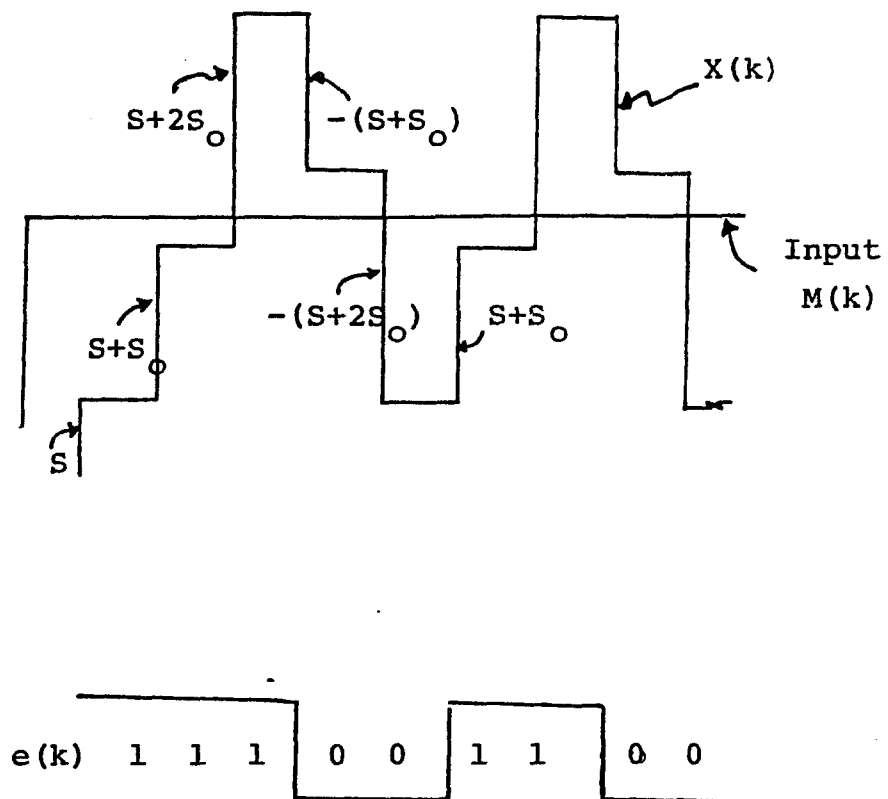 X(k)
S+2S₀
-(S+S₀)
Input
M(k)
-(S+2S₀)
S+S₀
S+S₀
S
e(k) 1 1 1 0 0 1 1 0 0